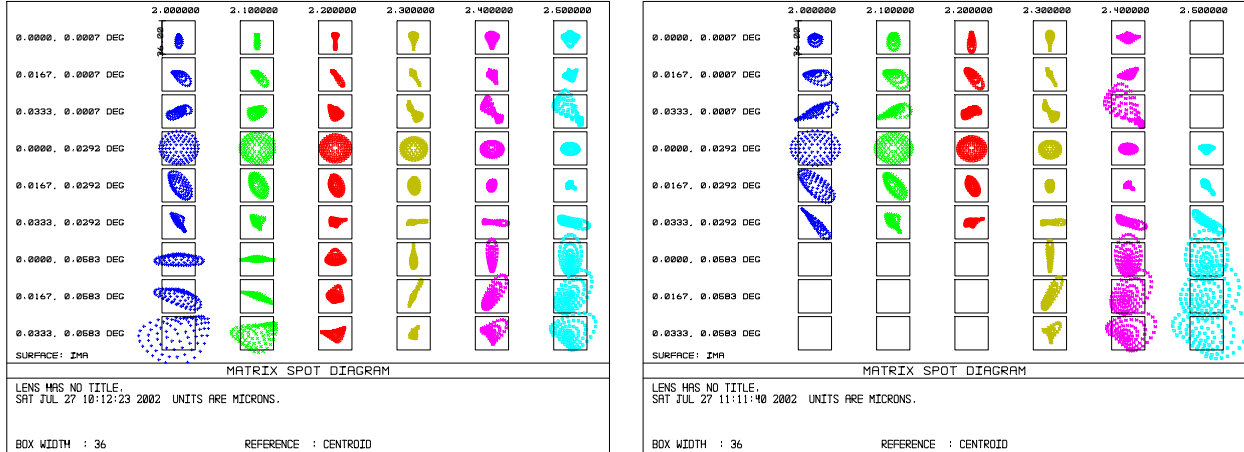 2.000000 2.100000 2.200000 2.300000 2.400000 2.500000
36.00
0.0000, 0.0007 DEG
0.0167, 0.0007 DEG
0.0333, 0.0007 DEG
0.0000, 0.0292 DEG
0.0167, 0.0292 DEG
0.0333, 0.0292 DEG
0.0000, 0.0583 DEG
0.0167, 0.0583 DEG
0.0333, 0.0583 DEG
SURFACE: IMA
MATRIX SPOT DIAGRAM
LENS HAS NO TITLE.
SAT JUL 27 10:12:23 2002 UNITS ARE MICRONS.
BOX WIDTH : 36 REFERENCE : CENTROID
2.000000 2.100000 2.200000 2.300000 2.400000 2.500000
36.00
0.0000, 0.0007 DEG
0.0167, 0.0007 DEG
0.0333, 0.0007 DEG
0.0000, 0.0292 DEG
0.0167, 0.0292 DEG
0.0333, 0.0292 DEG
0.0000, 0.0583 DEG
0.0167, 0.0583 DEG
0.0333, 0.0583 DEG
SURFACE: IMA
MATRIX SPOT DIAGRAM
LENS HAS NO TITLE.
SAT JUL 27 11:11:40 2002 UNITS ARE MICRONS.
BOX WIDTH : 36 REFERENCE : CENTROID